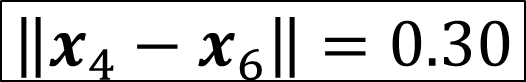 ‖𝒙₄ − 𝒙₆‖ = 0.30